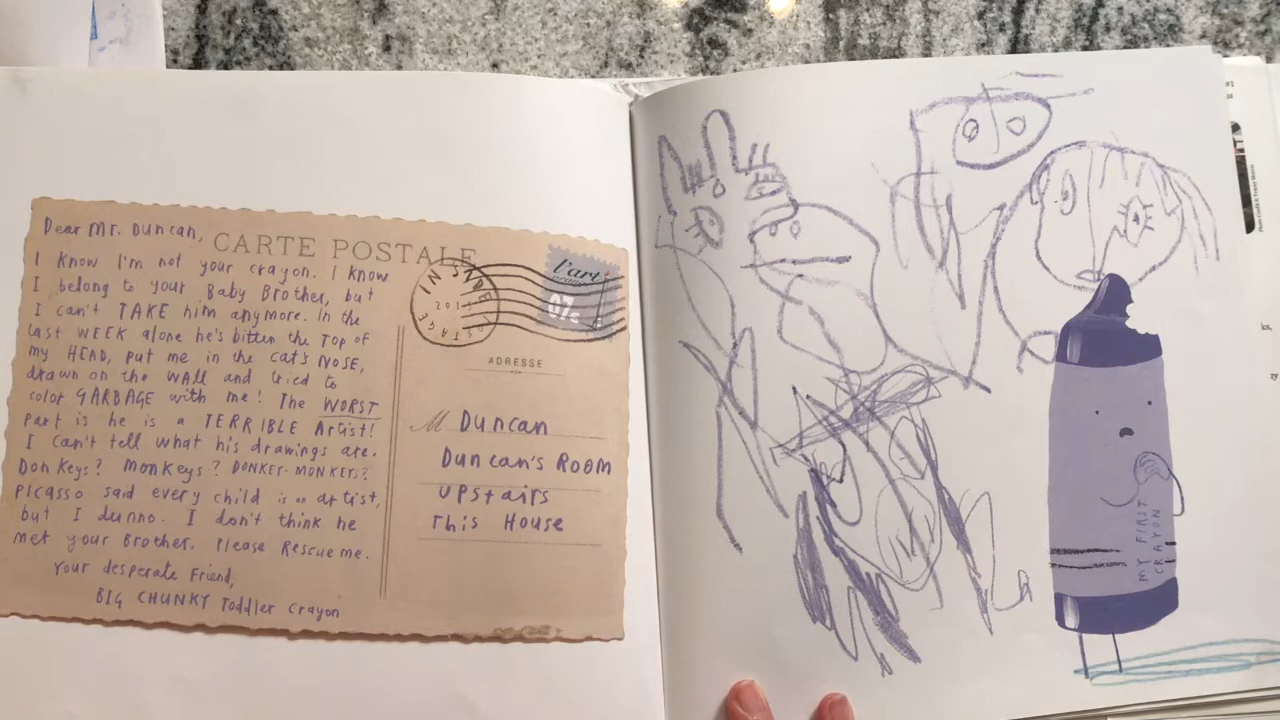 Dear Mr. Duncan,
CARTE POSTALE
I know I'm not your crayon. I know
I belong to your Baby Brother, but
I can't TAKE him anymore. In the
last WEEK alone he's bitten the TOP of
my HEAD, put me in the cat's NOSE,
drawn on the WAll and tried to
color GARBAGE with me! The WORST
part is he is a TERRIBLE Artist!
I can't tell what his drawings are.
DonKeys? Monkeys? DONKEY-MONKEYS?
Picasso said every child is an artist,
but I dunno. I don't think he
met your Brother. Please Rescue me.
Your desperate Friend,
BIG CHUNKY Toddler Crayon
l'art
POSTAGE INSANE
ADRESSE
M Duncan
Duncan's ROOM
upstairs
This House
MY FIRST
CRAYON